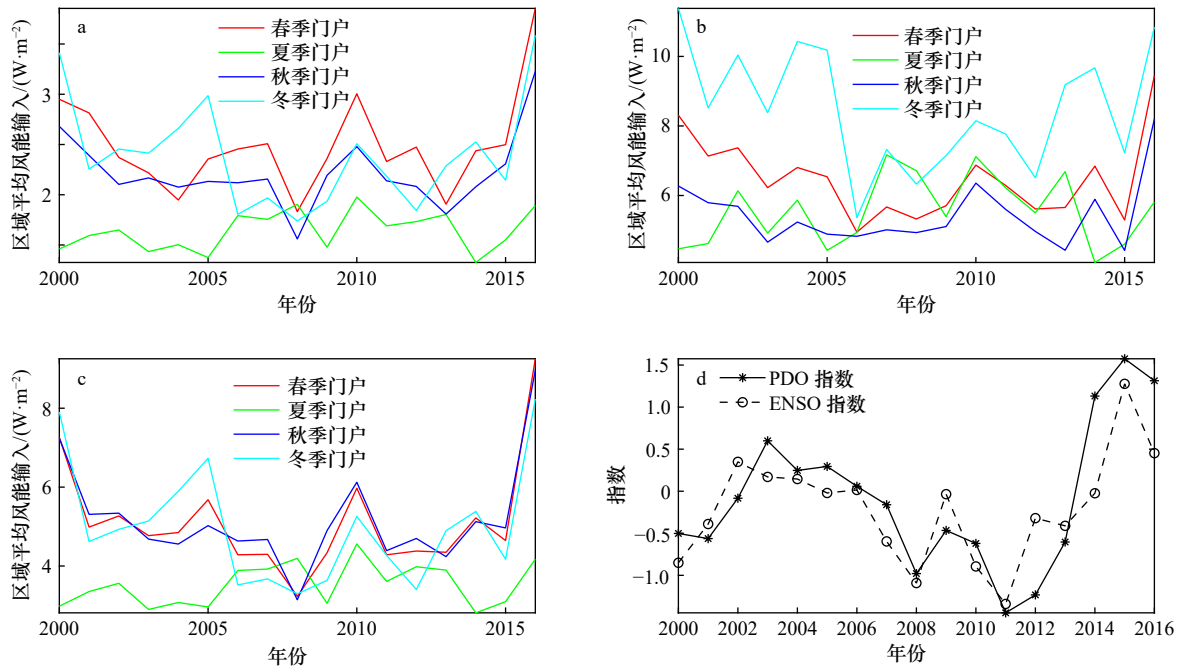 a
春季门户
夏季门户
秋季门户
冬季门户
区域平均风能输入/(W·m⁻²)
3
2
2000
2005
2010
2015
年份
b
春季门户
夏季门户
秋季门户
冬季门户
区域平均风能输入/(W·m⁻²)
10
8
6
2000
2005
2010
2015
年份
c
春季门户
夏季门户
秋季门户
冬季门户
区域平均风能输入/(W·m⁻²)
8
6
4
2000
2005
2010
2015
年份
d
PDO 指数
ENSO 指数
指数
1.5
1.0
0.5
0
−0.5
−1.0
2000
2002
2004
2006
2008
2010
2012
2014
2016
年份